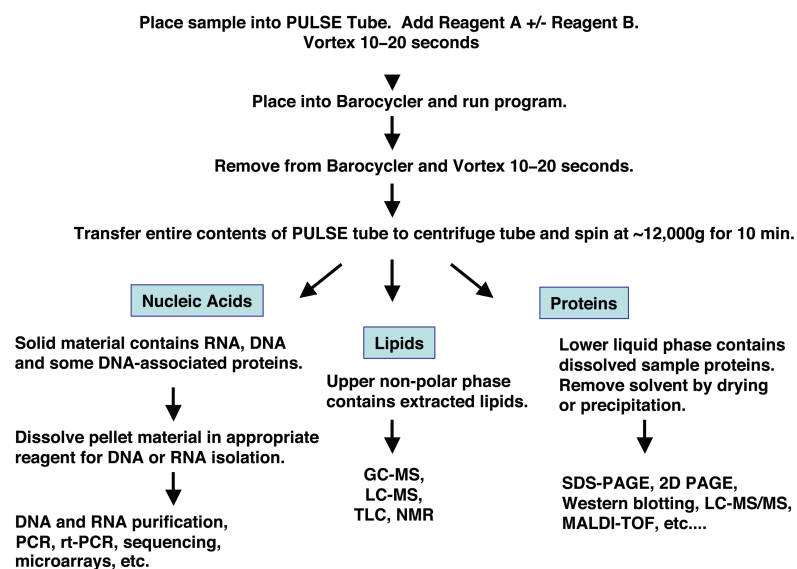 Place sample into PULSE Tube.  Add Reagent A +/- Reagent B.
Vortex 10–20 seconds
Place into Barocycler and run program.
Remove from Barocycler and Vortex 10–20 seconds.
Transfer entire contents of PULSE tube to centrifuge tube and spin at ~12,000g for 10 min.
Nucleic Acids
Solid material contains RNA, DNA
and some DNA-associated proteins.
Dissolve pellet material in appropriate
reagent for DNA or RNA isolation.
DNA and RNA purification,
PCR, rt-PCR, sequencing,
microarrays, etc.
Lipids
Upper non-polar phase
contains extracted lipids.
GC-MS,
LC-MS,
TLC, NMR
Proteins
Lower liquid phase contains
dissolved sample proteins.
Remove solvent by drying
or precipitation.
SDS-PAGE, 2D PAGE,
Western blotting, LC-MS/MS,
MALDI-TOF, etc....